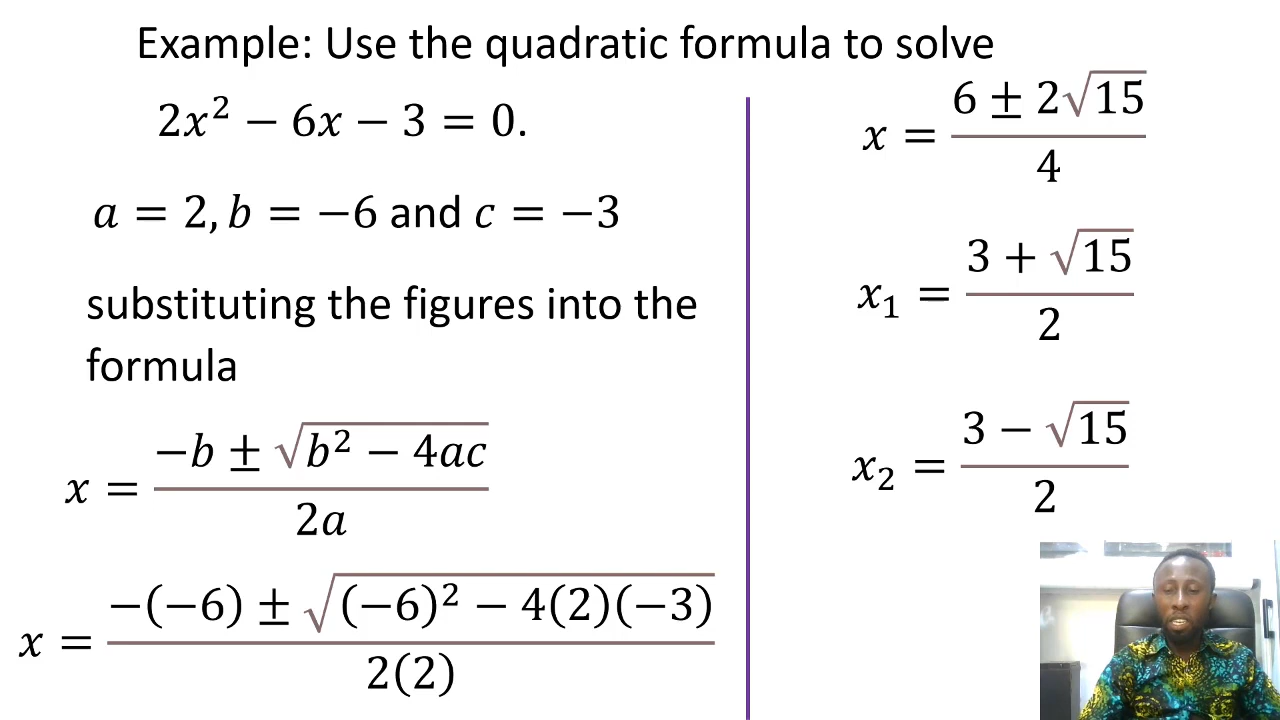 Example: Use the quadratic formula to solve
2x² − 6x − 3 = 0.
a = 2, b = −6 and c = −3
substituting the figures into the
formula
x = (−b ± √(b² − 4ac)) / (2a)
x = (−(−6) ± √((−6)² − 4(2)(−3))) / (2(2))
x = (6 ± 2√15) / 4
x₁ = (3 + √15) / 2
x₂ = (3 − √15) / 2